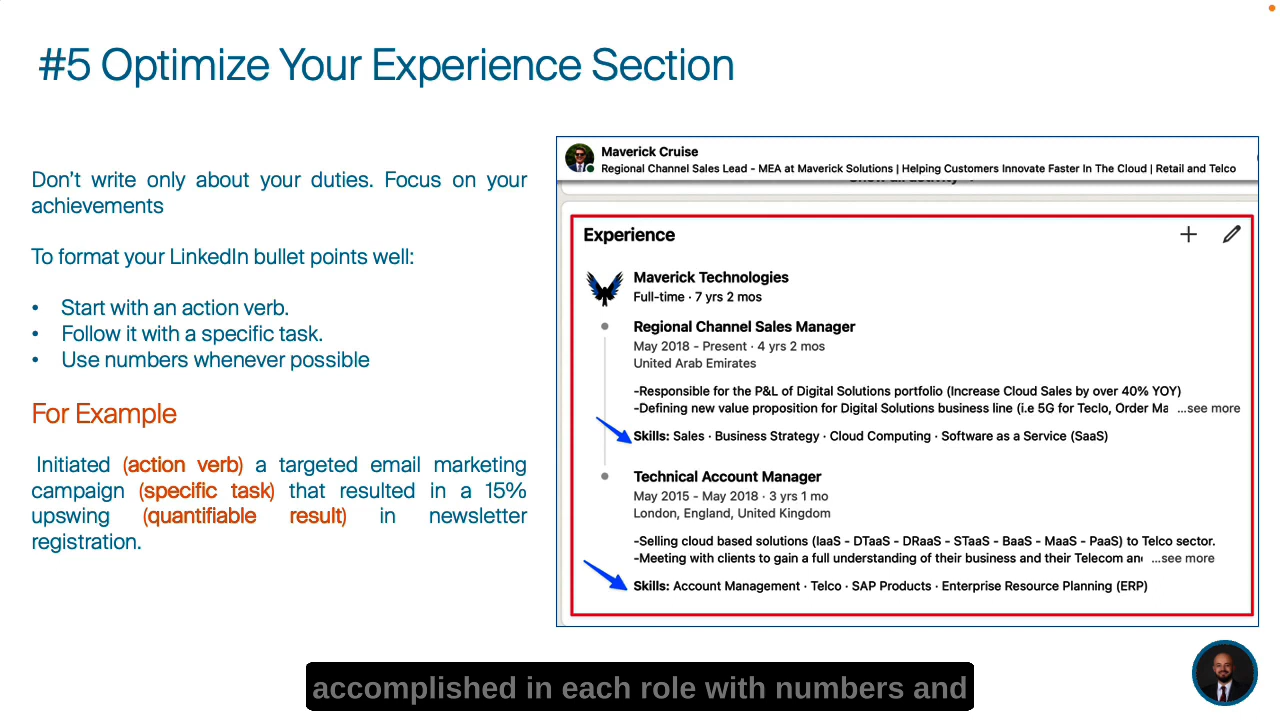 #5 Optimize Your Experience Section
Don't write only about your duties. Focus on your
achievements
To format your LinkedIn bullet points well:
• Start with an action verb.
• Follow it with a specific task.
• Use numbers whenever possible
For Example
Initiated (action verb) a targeted email marketing
campaign (specific task) that resulted in a 15%
upswing (quantifiable result) in newsletter
registration.
Maverick Cruise
Regional Channel Sales Lead - MEA at Maverick Solutions | Helping Customers Innovate Faster In The Cloud | Retail and Telco
Experience
Maverick Technologies
Full-time · 7 yrs 2 mos
Regional Channel Sales Manager
May 2018 - Present · 4 yrs 2 mos
United Arab Emirates
-Responsible for the P&L of Digital Solutions portfolio (Increase Cloud Sales by over 40% YOY)
-Defining new value proposition for Digital Solutions business line (i.e 5G for Teclo, Order Ma ...see more
Skills: Sales · Business Strategy · Cloud Computing · Software as a Service (SaaS)
Technical Account Manager
May 2015 - May 2018 · 3 yrs 1 mo
London, England, United Kingdom
-Selling cloud based solutions (IaaS - DTaaS - DRaaS - STaaS - BaaS - MaaS - PaaS) to Telco sector.
-Meeting with clients to gain a full understanding of their business and their Telecom an ...see more
Skills: Account Management · Telco · SAP Products · Enterprise Resource Planning (ERP)
accomplished in each role with numbers and